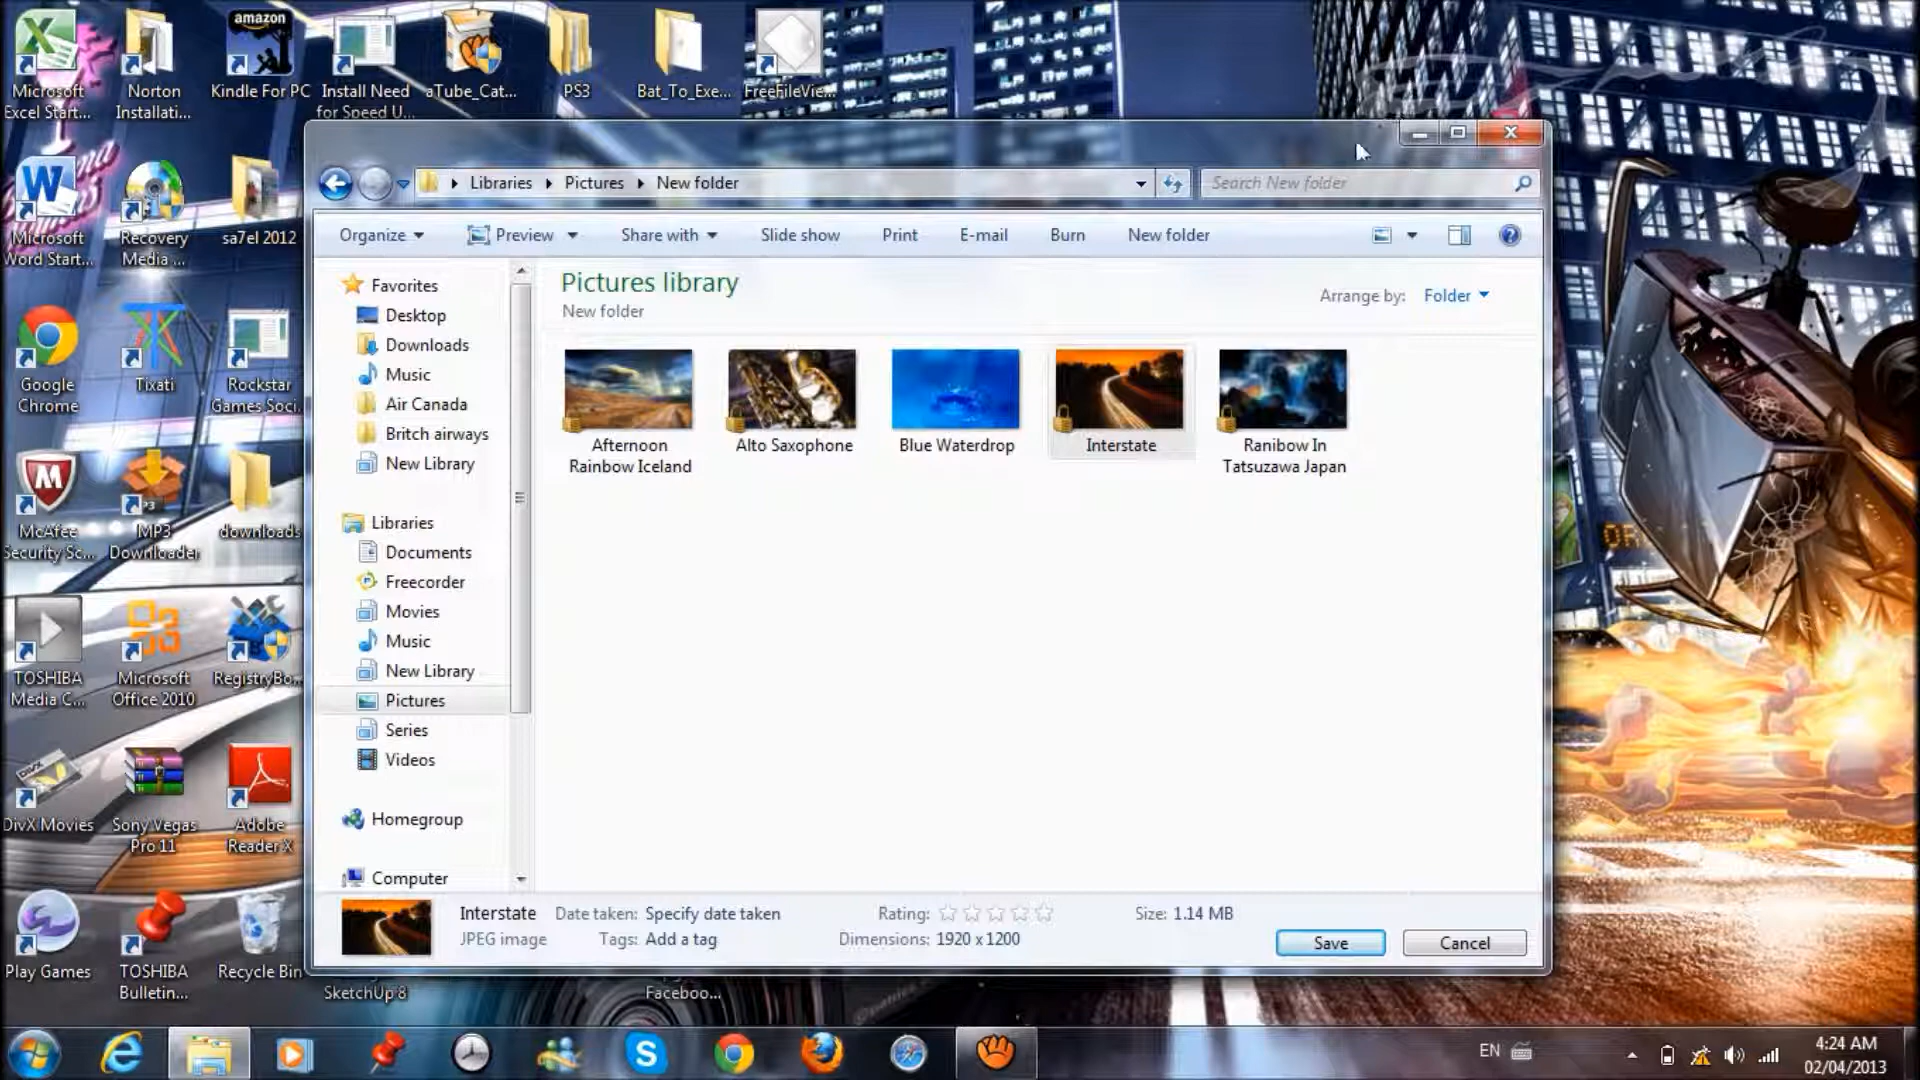 Microsoft
Excel Start...
Norton
Installati...
amazon
Kindle For PC
Install Need
for Speed U...
aTube_Cat...
PS3
Bat_To_Exe...
FreeFileVie...
Microsoft
Word Start...
Recovery
Media ...
sa7el 2012
Google
Chrome
Tixati
Rockstar
Games Soci...
McAfee
Security Sc...
MP3
Downloader
downloads
TOSHIBA
Media C...
Microsoft
Office 2010
RegistryBo...
DivX Movies
Sony Vegas
Pro 11
Adobe
Reader X
Play Games
TOSHIBA
Bulletin...
Recycle Bin
SketchUp 8
Faceboo...
Libraries
Pictures
New folder
Search New folder
Organize
Preview
Share with
Slide show
Print
E-mail
Burn
New folder
Favorites
Desktop
Downloads
Music
Air Canada
Britch airways
New Library
Libraries
Documents
Freecorder
Movies
Music
New Library
Pictures
Series
Videos
Homegroup
Computer
Pictures library
New folder
Arrange by: Folder
Afternoon
Rainbow Iceland
Alto Saxophone
Blue Waterdrop
Interstate
Ranibow In
Tatsuzawa Japan
Interstate Date taken: Specify date taken Rating: Size: 1.14 MB
JPEG image Tags: Add a tag Dimensions: 1920 x 1200
Save
Cancel
EN
4:24 AM
02/04/2013